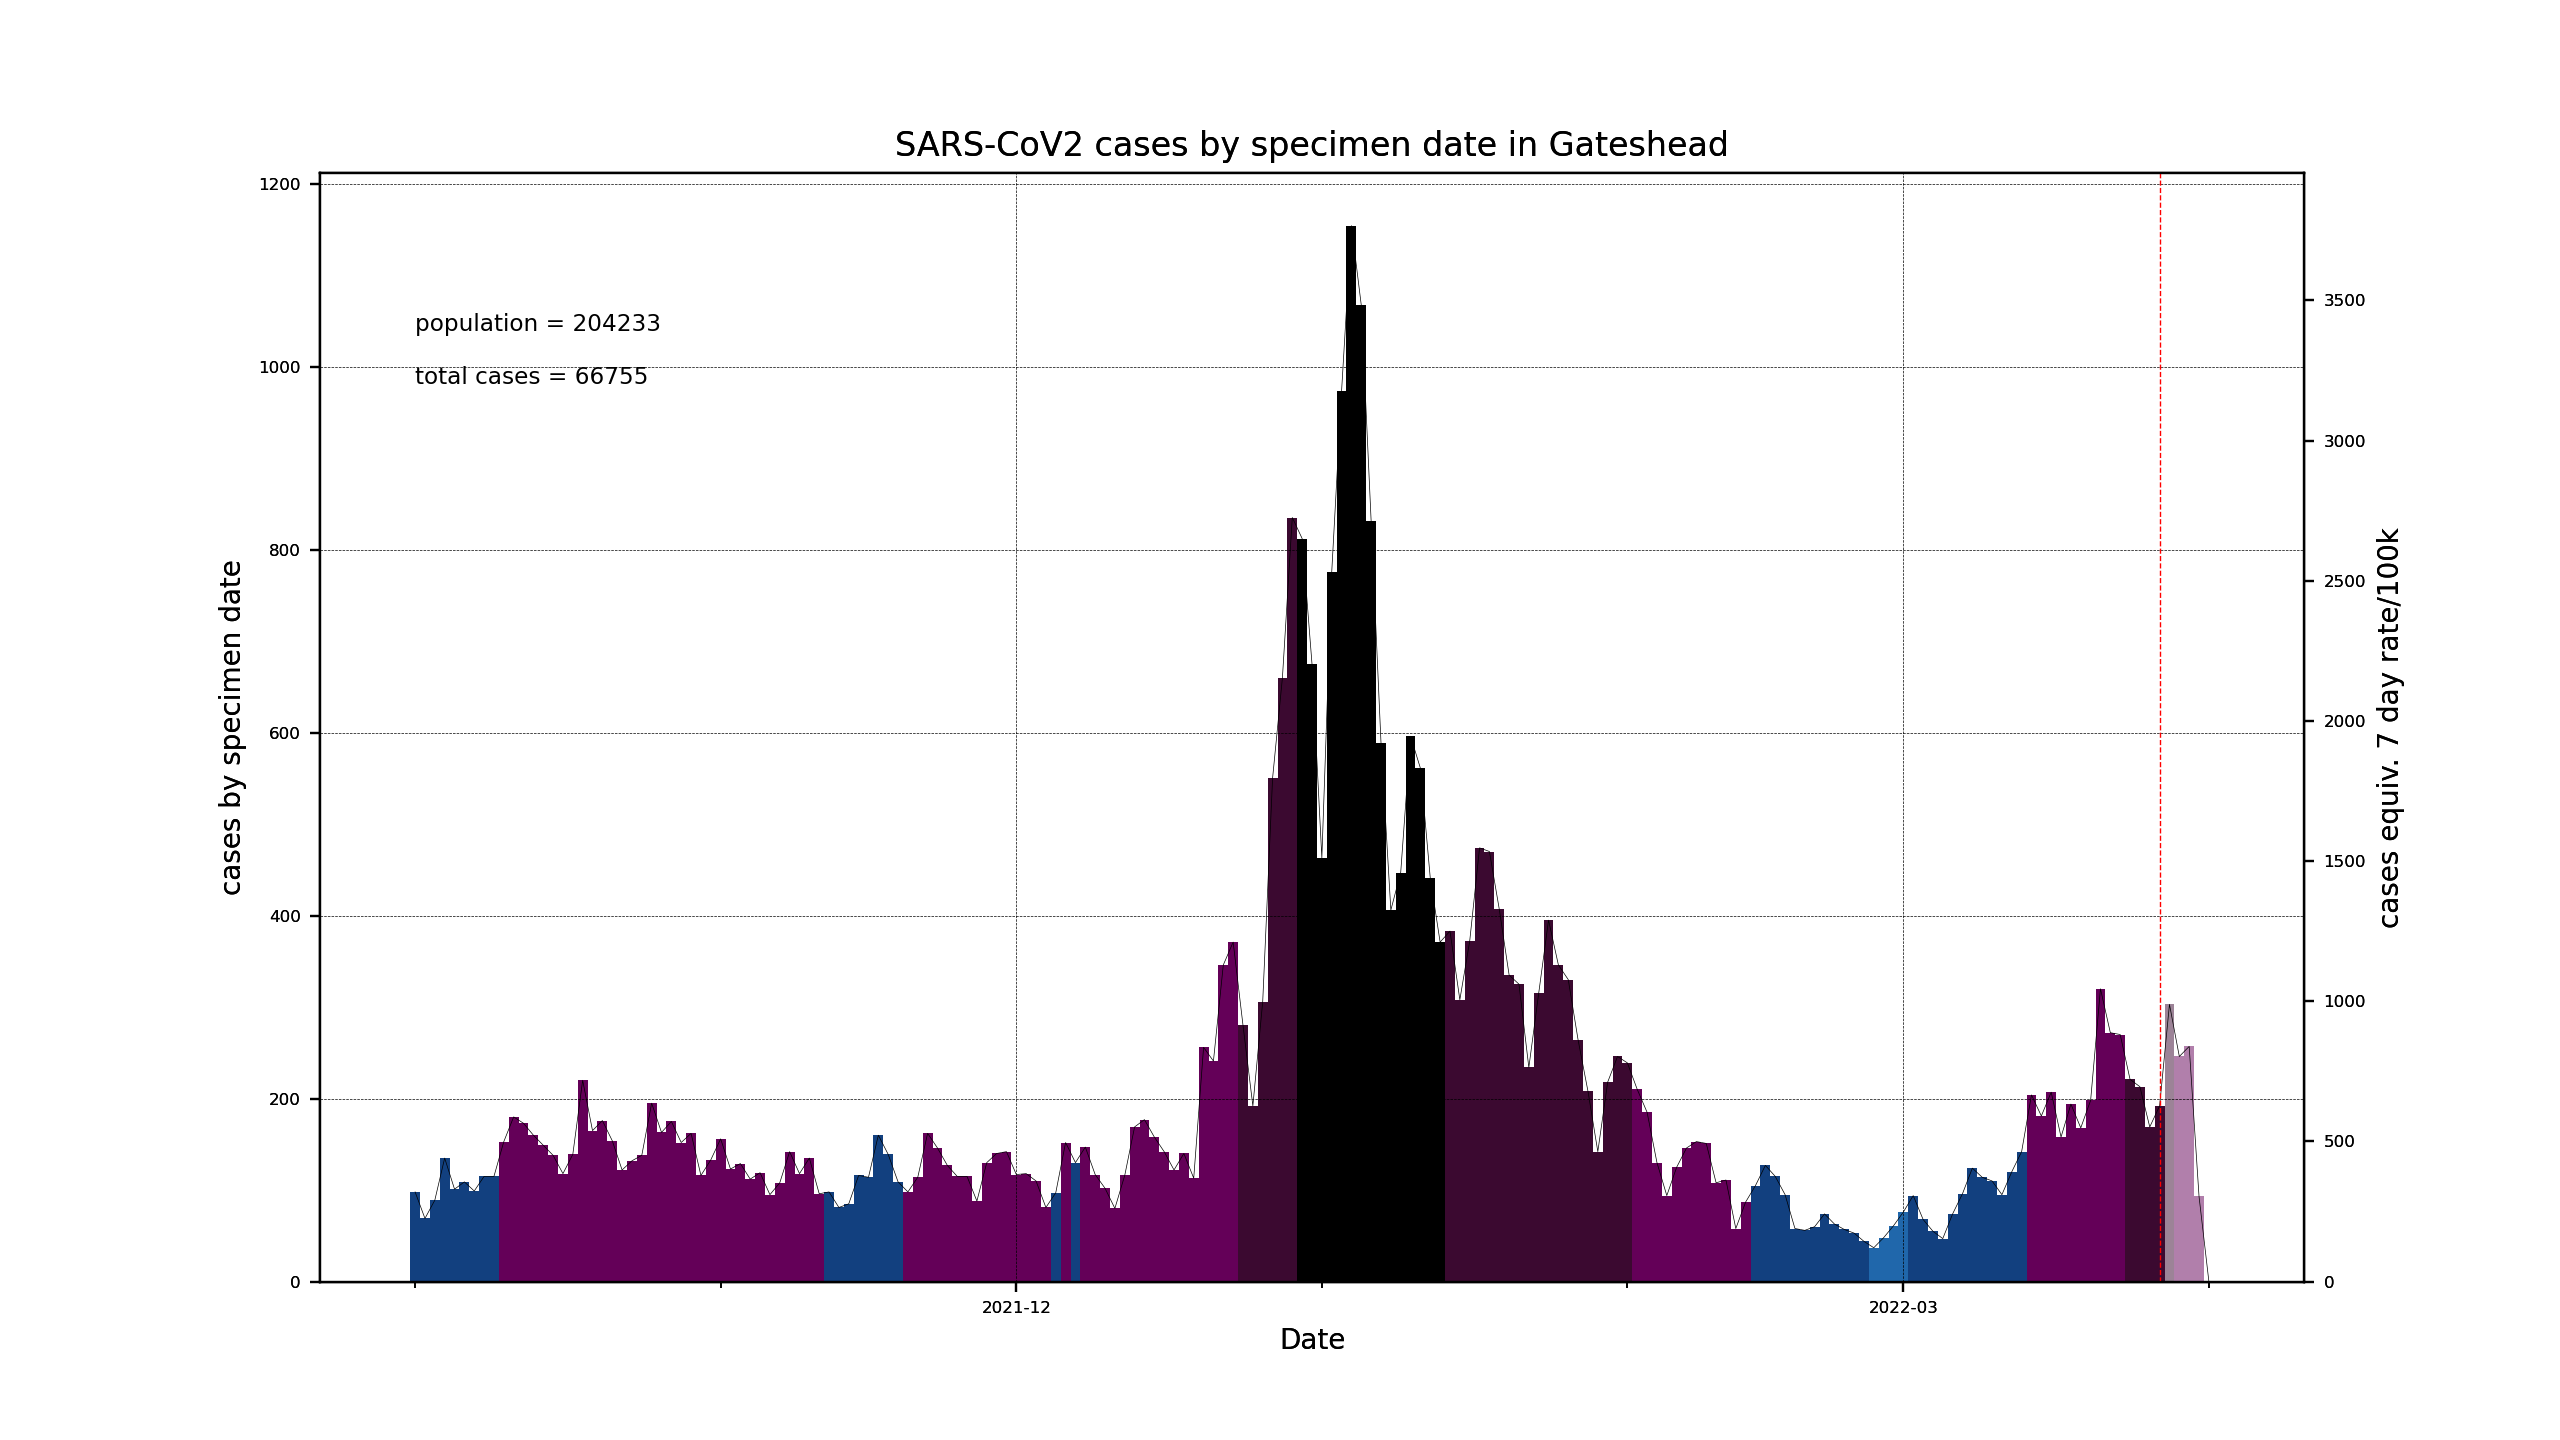 SARS-CoV2 cases by specimen date in Gateshead
1200
1000
800
600
400
200
0
cases by specimen date
population = 204233
total cases = 66755
3500
3000
2500
2000
1500
1000
500
0
cases equiv. 7 day rate/100k
2021-12
2022-03
Date